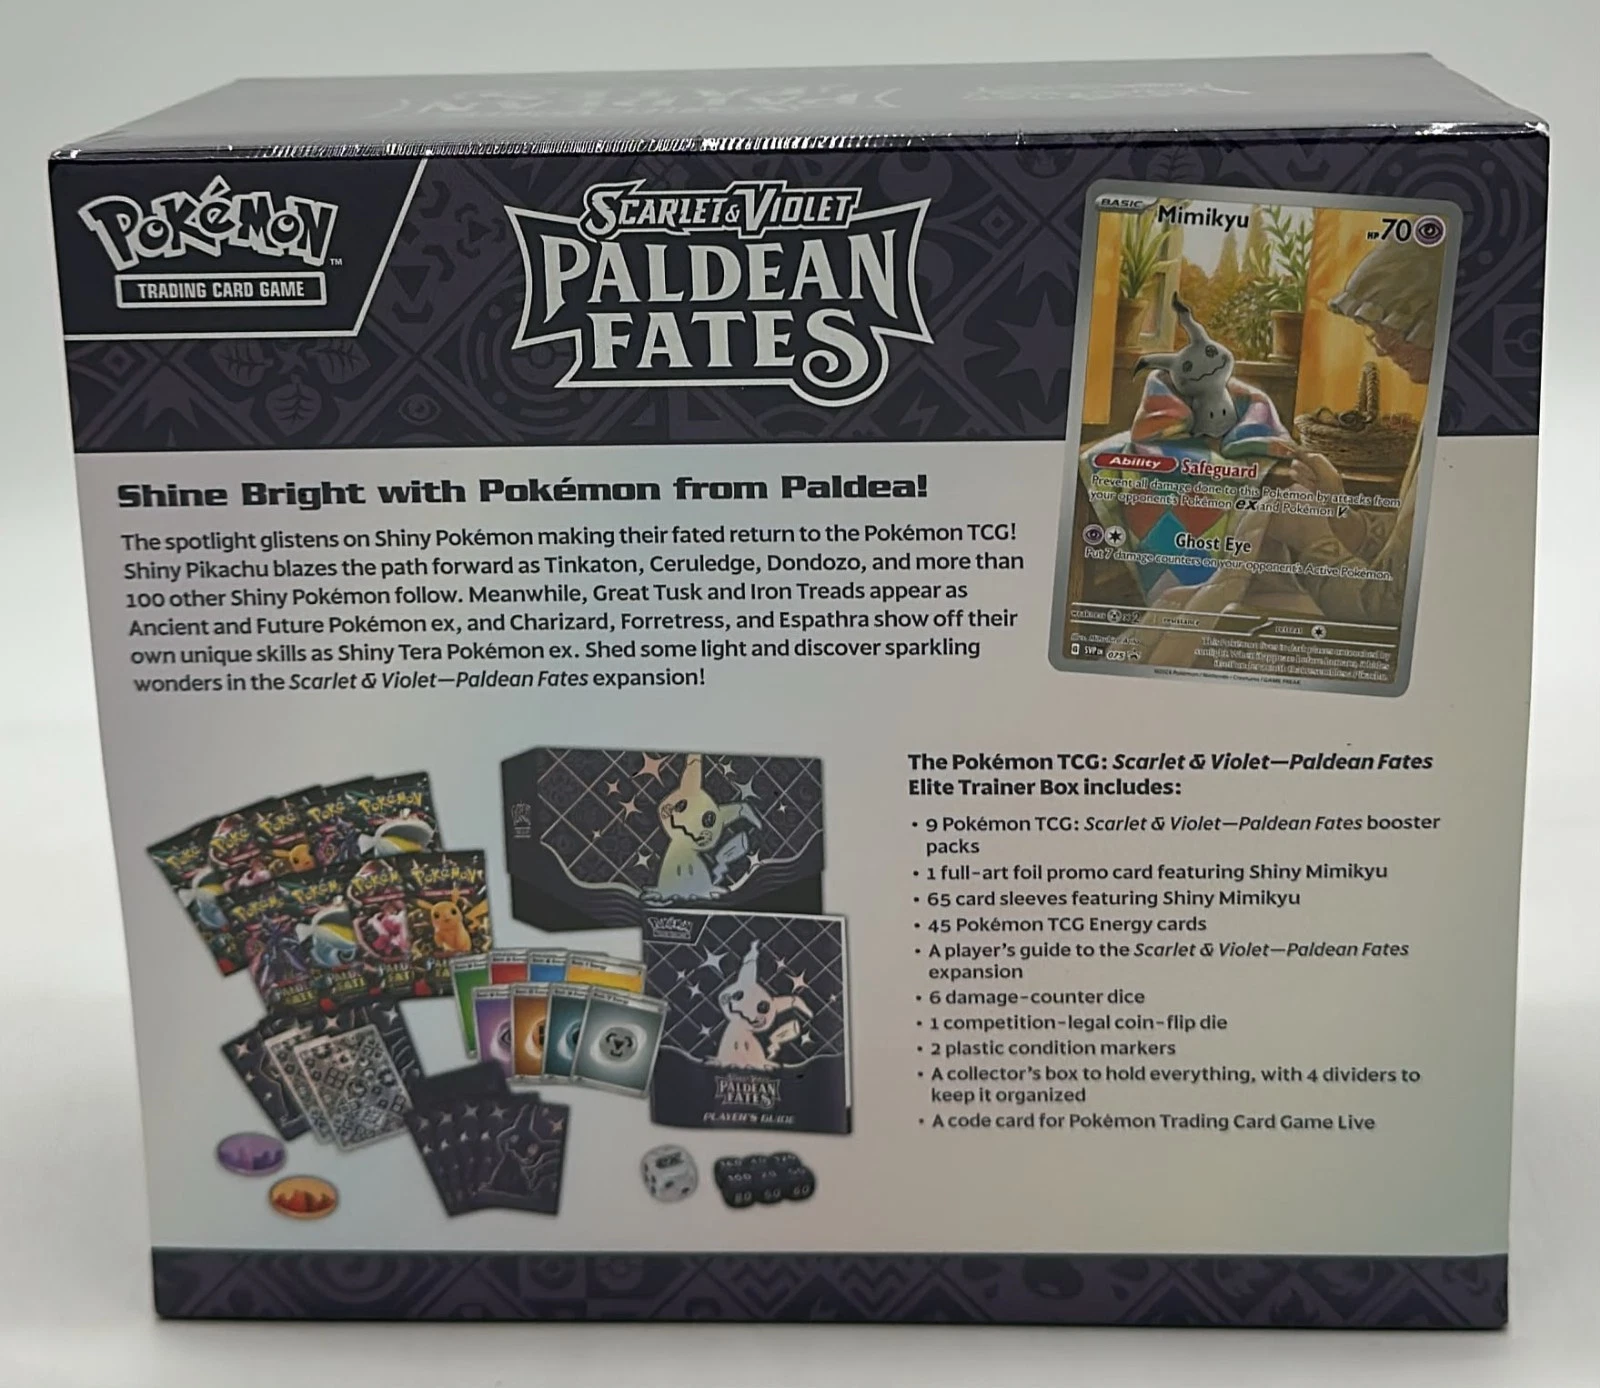 POKéMON™
TRADING CARD GAME
SCARLET & VIOLET
PALDEAN
FATES
BASIC Mimikyu HP70
Ability Safeguard
Prevent all damage done to this Pokémon by attacks from
your opponent's Pokémon ex and Pokémon V.
Ghost Eye
Put 7 damage counters on your opponent's Active Pokémon.
weakness ×2 resistance retreat
SVP EN 075
Shine Bright with Pokémon from Paldea!
The spotlight glistens on Shiny Pokémon making their fated return to the Pokémon TCG!
Shiny Pikachu blazes the path forward as Tinkaton, Ceruledge, Dondozo, and more than
100 other Shiny Pokémon follow. Meanwhile, Great Tusk and Iron Treads appear as
Ancient and Future Pokémon ex, and Charizard, Forretress, and Espathra show off their
own unique skills as Shiny Tera Pokémon ex. Shed some light and discover sparkling
wonders in the Scarlet & Violet—Paldean Fates expansion!
The Pokémon TCG: Scarlet & Violet—Paldean Fates
Elite Trainer Box includes:
• 9 Pokémon TCG: Scarlet & Violet—Paldean Fates booster
packs
• 1 full-art foil promo card featuring Shiny Mimikyu
• 65 card sleeves featuring Shiny Mimikyu
• 45 Pokémon TCG Energy cards
• A player's guide to the Scarlet & Violet—Paldean Fates
expansion
• 6 damage-counter dice
• 1 competition-legal coin-flip die
• 2 plastic condition markers
• A collector's box to hold everything, with 4 dividers to
keep it organized
• A code card for Pokémon Trading Card Game Live
POKéMON
PALDEAN
FATES
PLAYER'S GUIDE